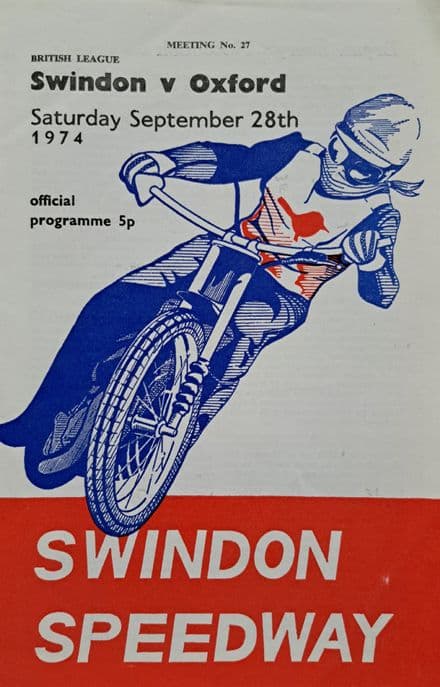 MEETING No. 27
BRITISH LEAGUE
Swindon v Oxford
Saturday September 28th
1974
official
programme 5p
SWINDON
SPEEDWAY